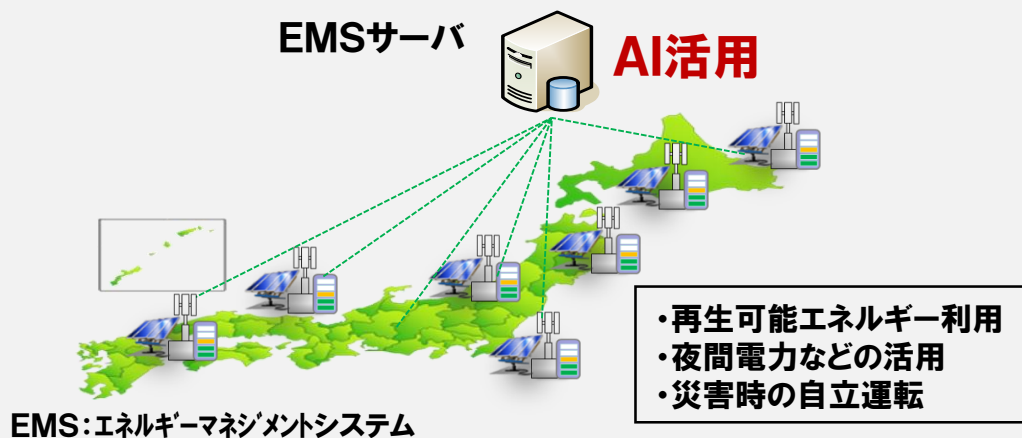 EMSサーバ
AI活用
・再生可能エネルギー利用
・夜間電力などの活用
・災害時の自立運転
EMS：エネルギーマネジメントシステム